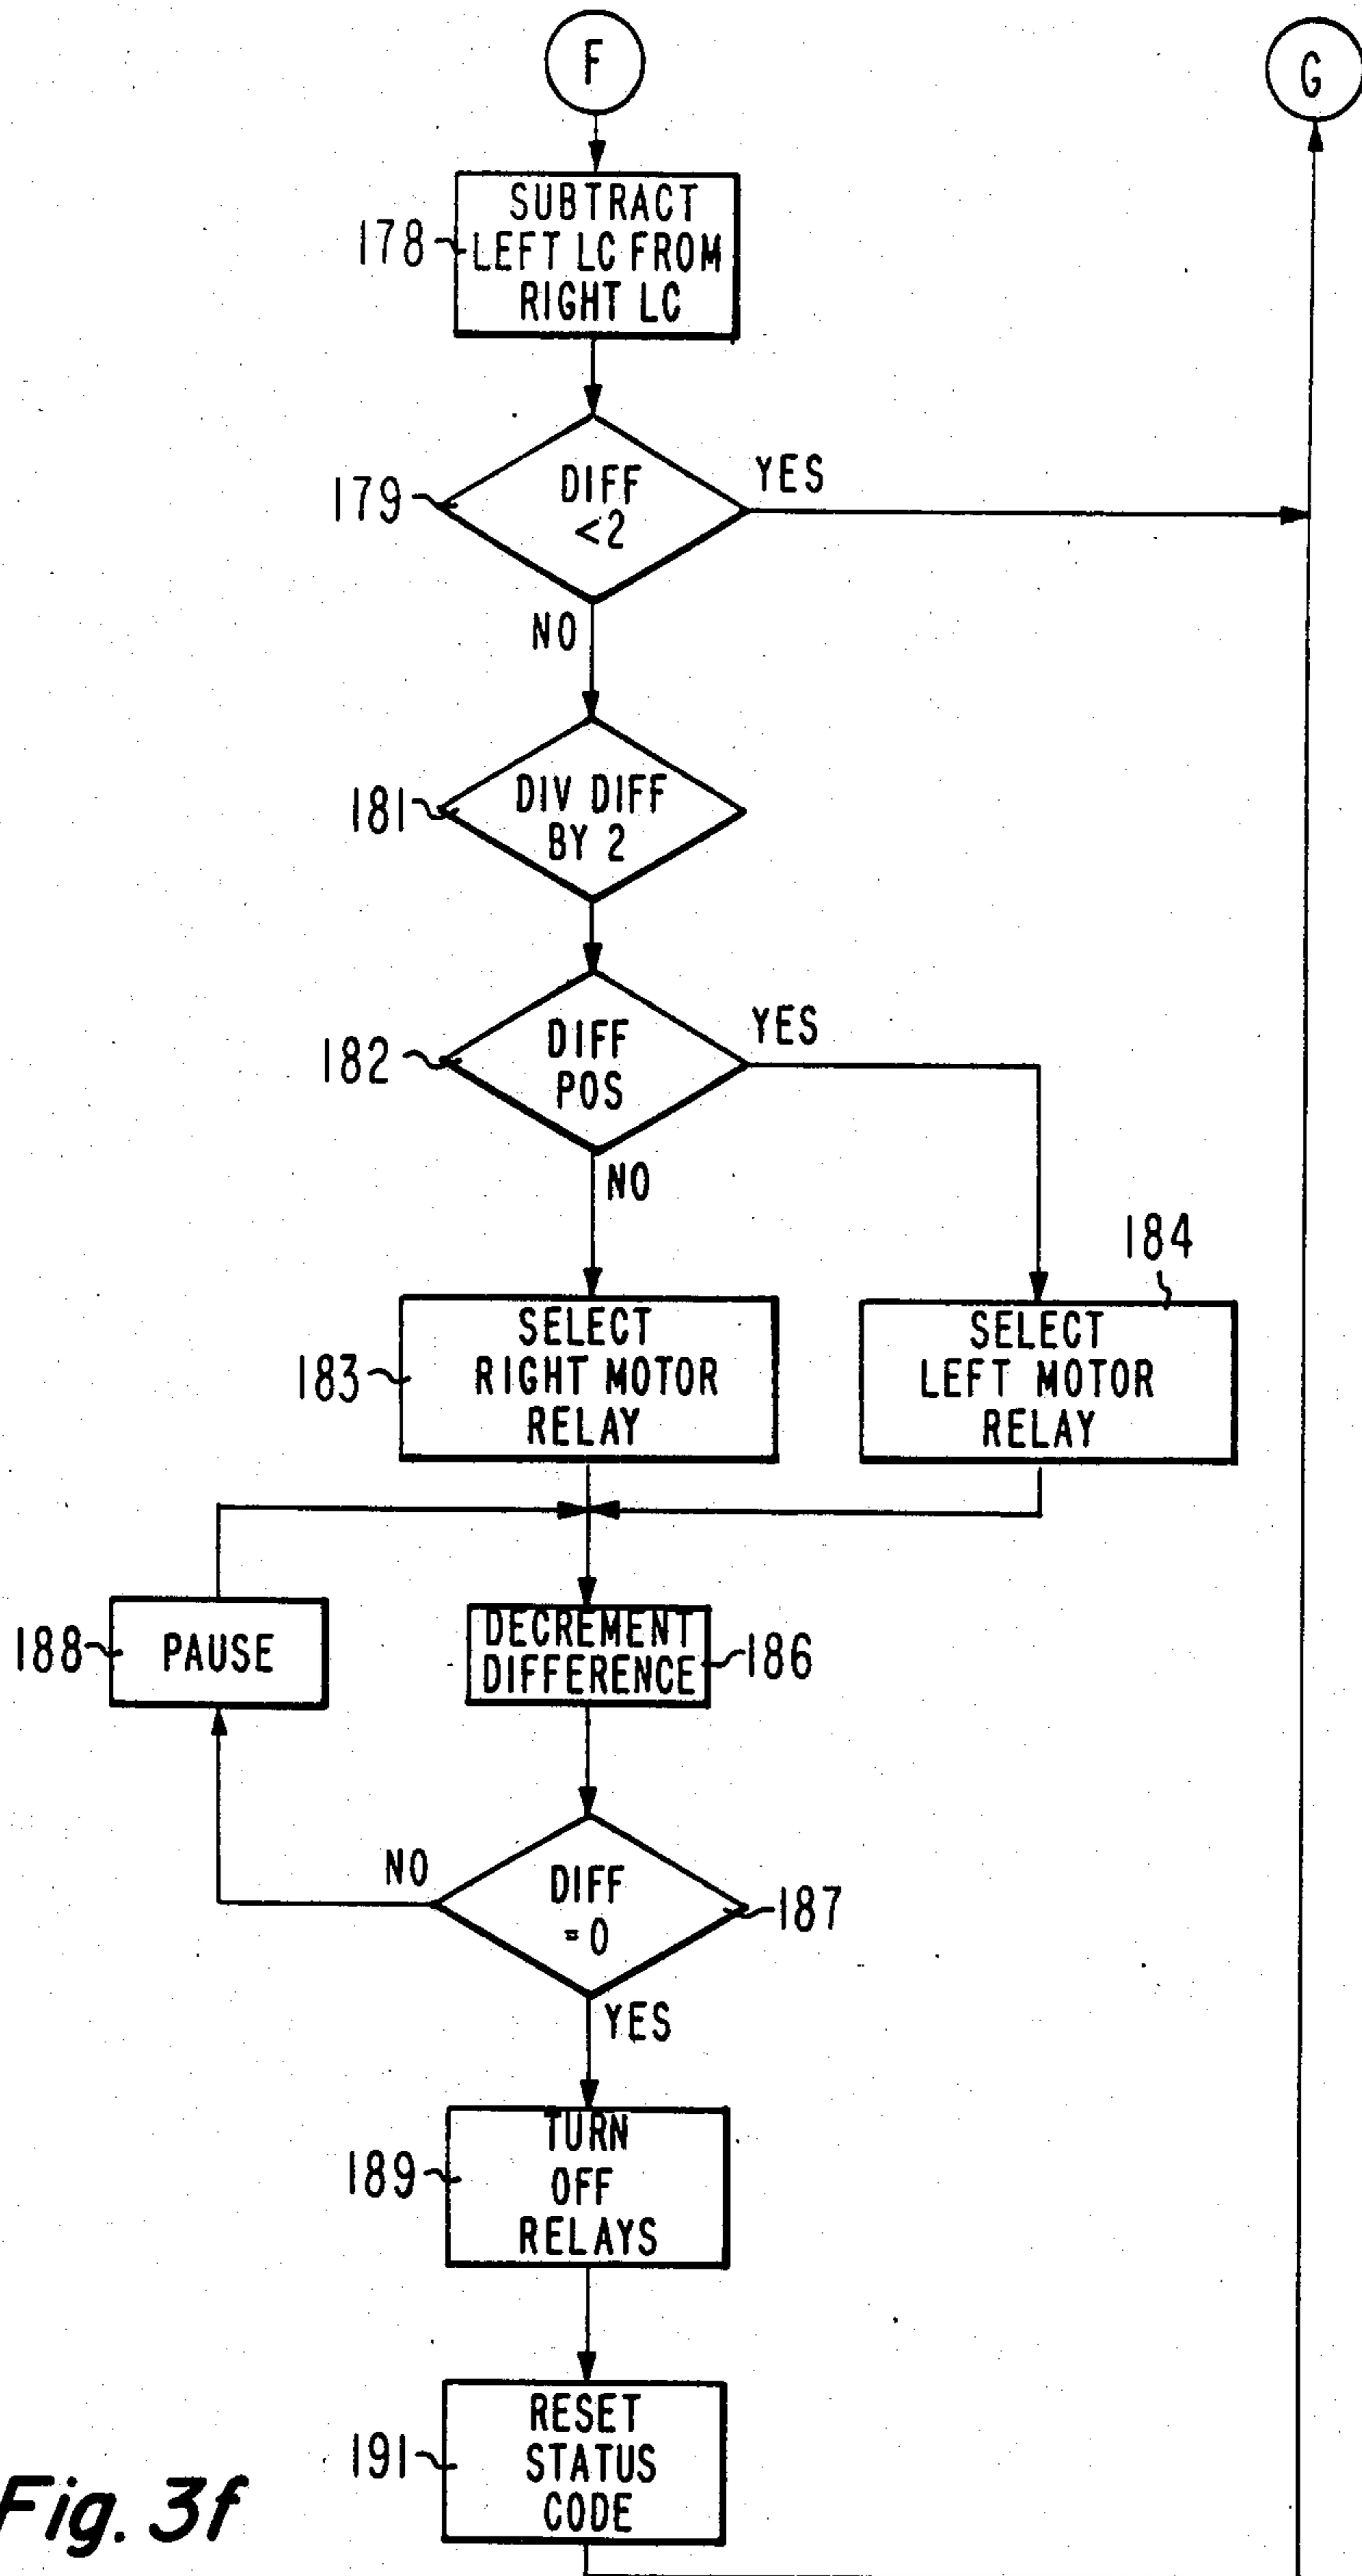 F
G
178
SUBTRACT
LEFT LC FROM
RIGHT LC
179
DIFF
<2
YES
NO
181
DIV DIFF
BY 2
182
DIFF
POS
YES
NO
184
183
SELECT
RIGHT MOTOR
RELAY
SELECT
LEFT MOTOR
RELAY
188
PAUSE
DECREMENT
DIFFERENCE
186
NO
DIFF
=0
187
YES
189
TURN
OFF
RELAYS
191
RESET
STATUS
CODE
Fig. 3f